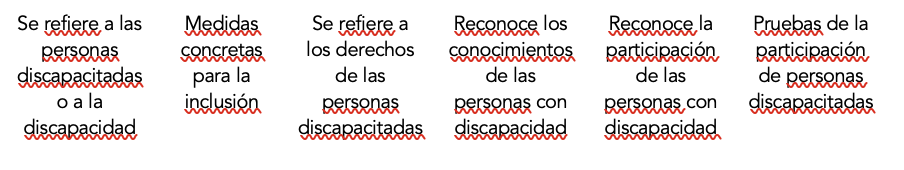 Se refiere a las
personas
discapacitadas
o a la
discapacidad
Medidas
concretas
para la
inclusión
Se refiere a
los derechos
de las
personas
discapacitadas
Reconoce los
conocimientos
de las
personas con
discapacidad
Reconoce la
participación
de las
personas con
discapacidad
Pruebas de la
participación
de personas
discapacitadas